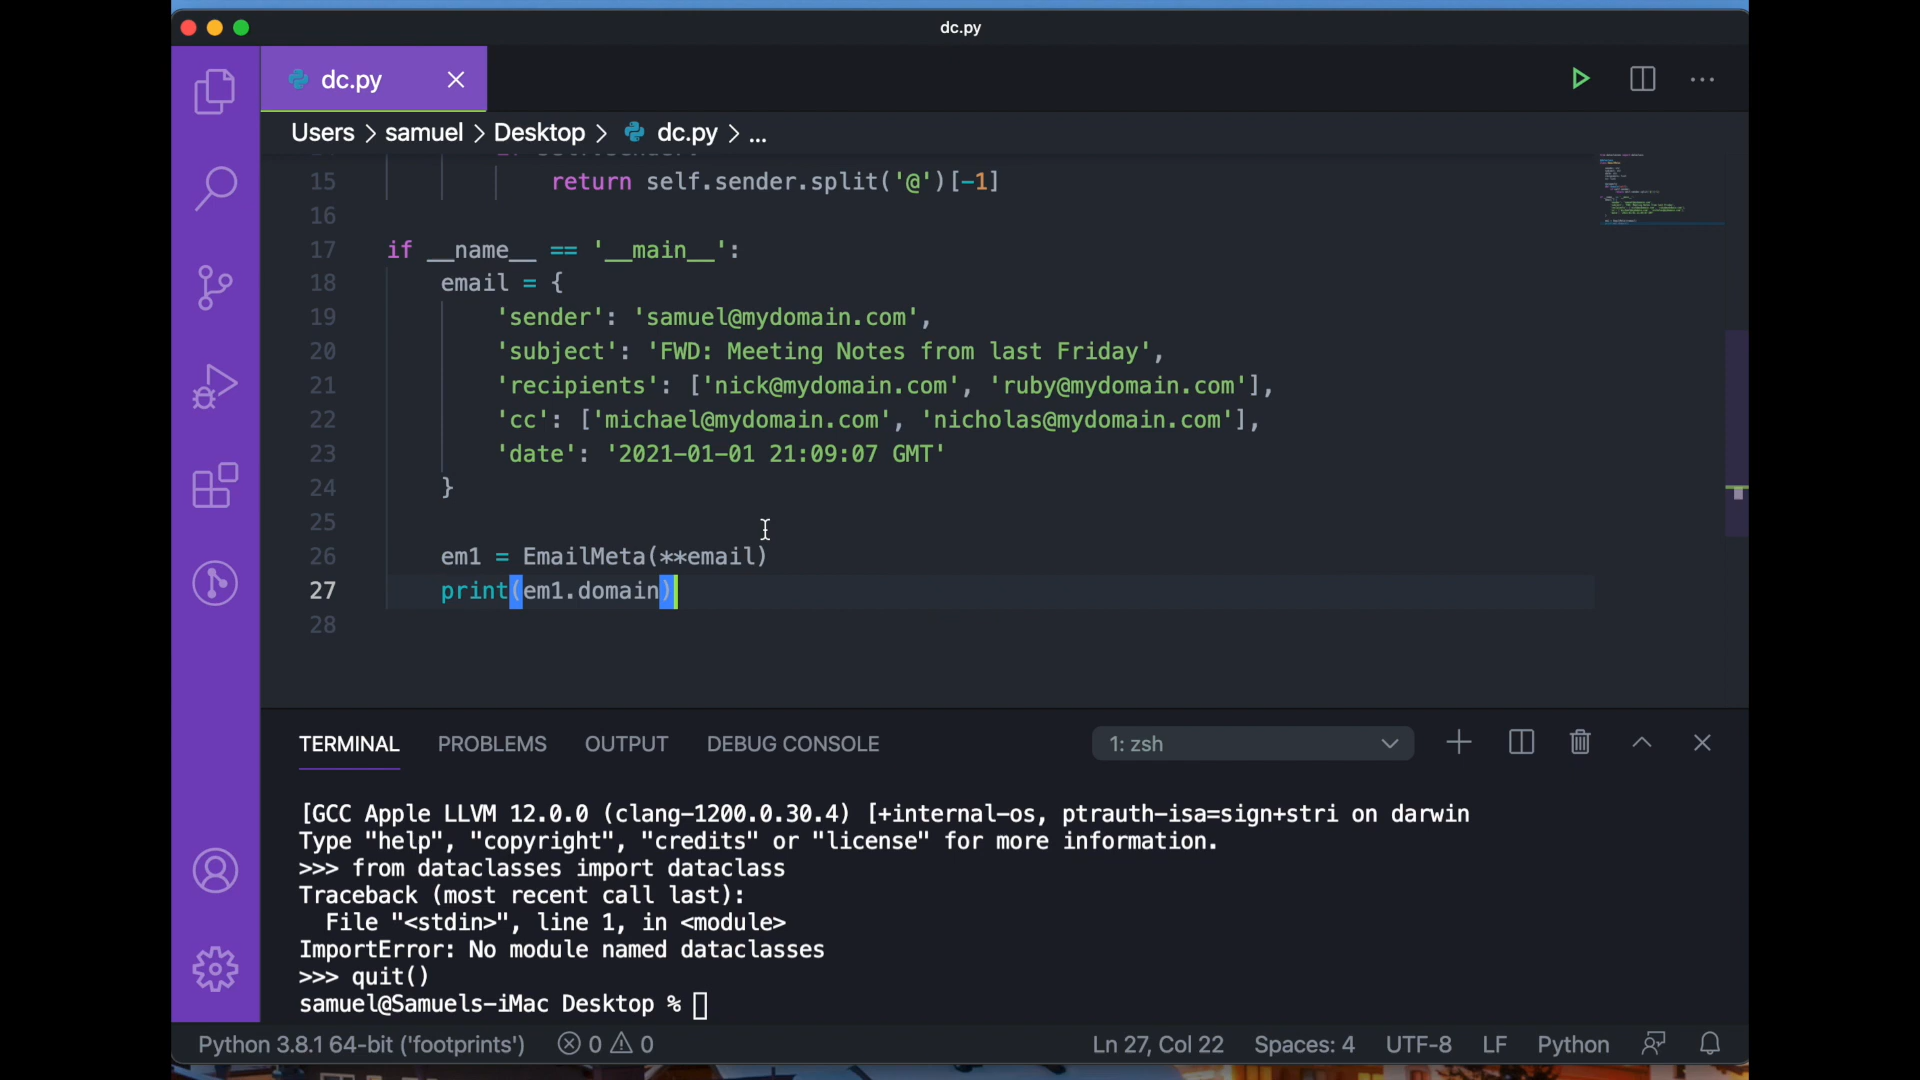 dc.py
dc.py
Users > samuel > Desktop > dc.py > ...
15 return self.sender.split('@')[-1]
16
17 if __name__ == '__main__':
18 email = {
19 'sender': 'samuel@mydomain.com',
20 'subject': 'FWD: Meeting Notes from last Friday',
21 'recipients': ['nick@mydomain.com', 'ruby@mydomain.com'],
22 'cc': ['michael@mydomain.com', 'nicholas@mydomain.com'],
23 'date': '2021-01-01 21:09:07 GMT'
24 }
25
26 em1 = EmailMeta(**email)
27 print(em1.domain)
28
TERMINAL PROBLEMS OUTPUT DEBUG CONSOLE 1: zsh
[GCC Apple LLVM 12.0.0 (clang-1200.0.30.4) [+internal-os, ptrauth-isa=sign+stri on darwin
Type "help", "copyright", "credits" or "license" for more information.
>>> from dataclasses import dataclass
Traceback (most recent call last):
File "<stdin>", line 1, in <module>
ImportError: No module named dataclasses
>>> quit()
samuel@Samuels-iMac Desktop %
Python 3.8.1 64-bit ('footprints') 0 0 Ln 27, Col 22 Spaces: 4 UTF-8 LF Python